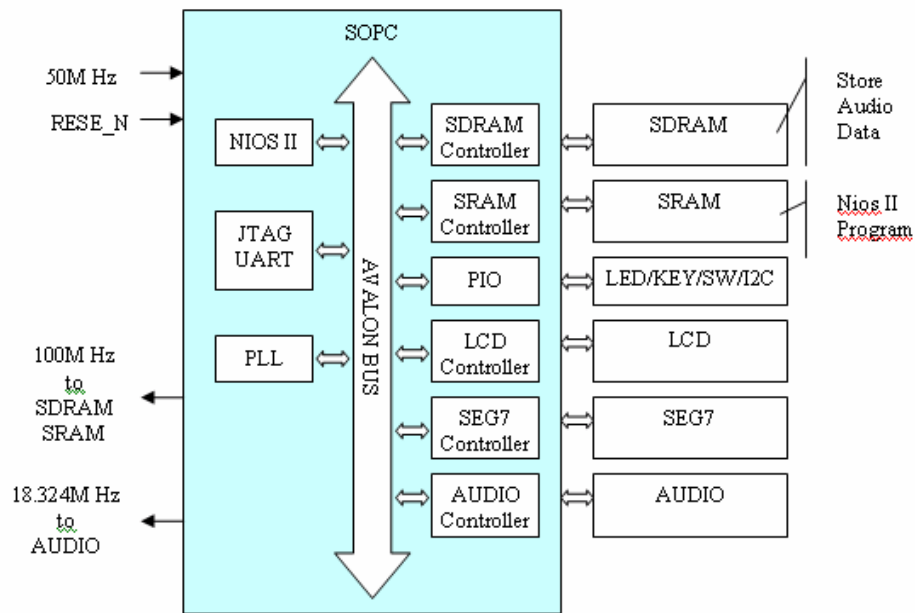 SOPC
50M Hz
RESE_N
NIOS II
JTAG
UART
PLL
100M Hz
to
SDRAM
SRAM
18.324M Hz
to
AUDIO
AV ALON BUS
SDRAM
Controller
SRAM
Controller
PIO
LCD
Controller
SEG7
Controller
AUDIO
Controller
SDRAM
SRAM
LED/KEY/SW/I2C
LCD
SEG7
AUDIO
Store
Audio
Data
Nios II
Program